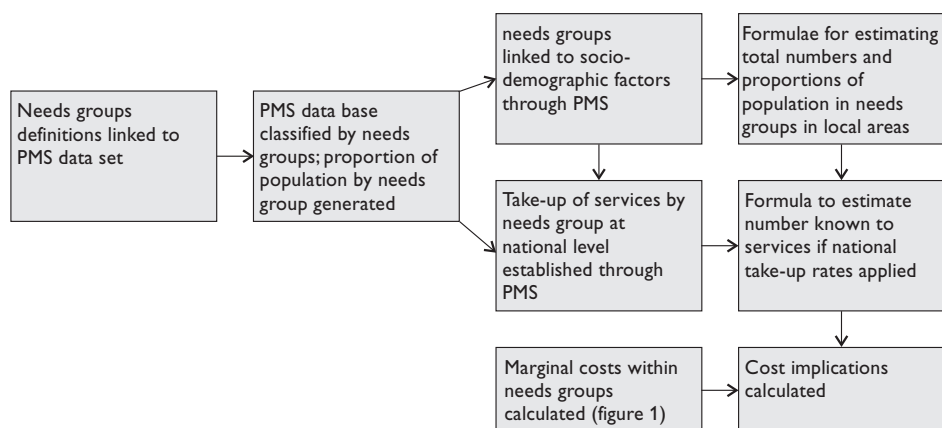 Needs groups
definitions linked to
PMS data set
PMS data base
classified by needs
groups; proportion of
population by needs
group generated
needs groups
linked to socio-
demographic factors
through PMS
Formulae for estimating
total numbers and
proportions of
population in needs
groups in local areas
Take-up of services by
needs group at
national level
established through
PMS
Formula to estimate
number known to
services if national
take-up rates applied
Marginal costs within
needs groups
calculated (figure 1)
Cost implications
calculated